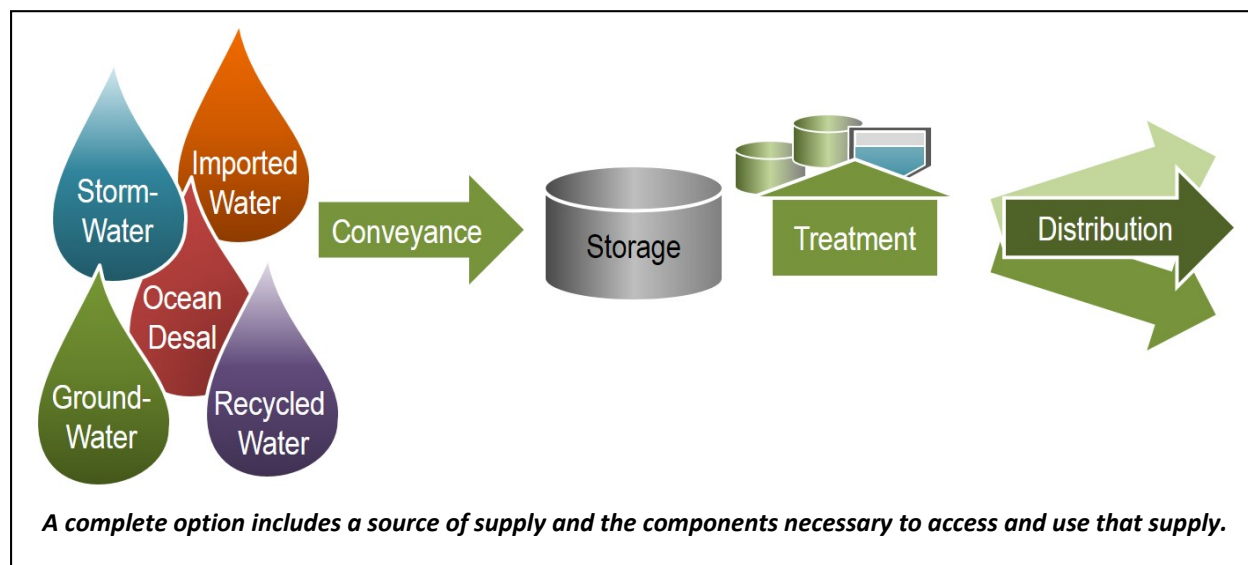 Storm-
Water
Imported
Water
Ocean
Desal
Ground-
Water
Recycled
Water
Conveyance
Storage
Treatment
Distribution
A complete option includes a source of supply and the components necessary to access and use that supply.